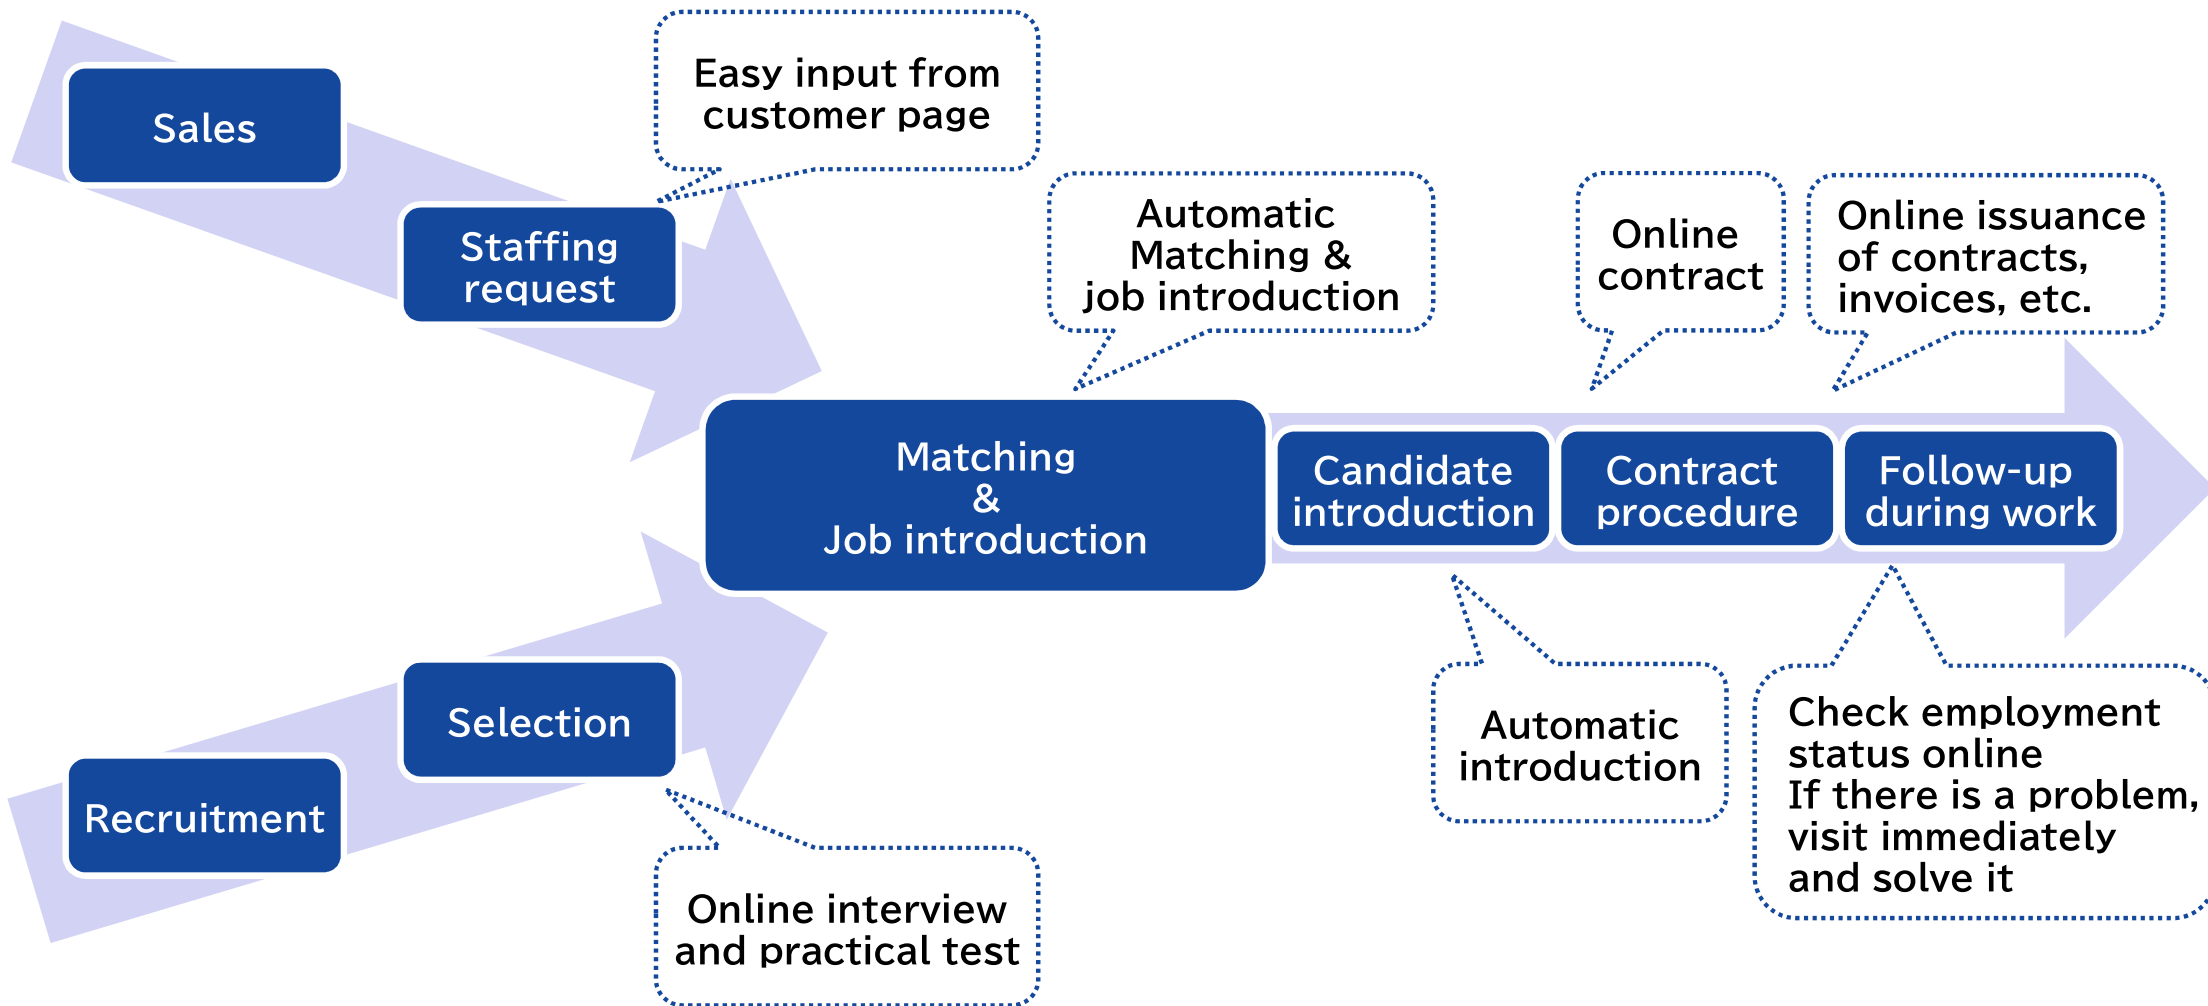 Sales
Easy input from
customer page
Staffing
request
Automatic
Matching &
job introduction
Online
contract
Online issuance
of contracts,
invoices, etc.
Matching
&
Job introduction
Candidate
introduction
Contract
procedure
Follow-up
during work
Recruitment
Selection
Online interview
and practical test
Automatic
introduction
Check employment
status online
If there is a problem,
visit immediately
and solve it